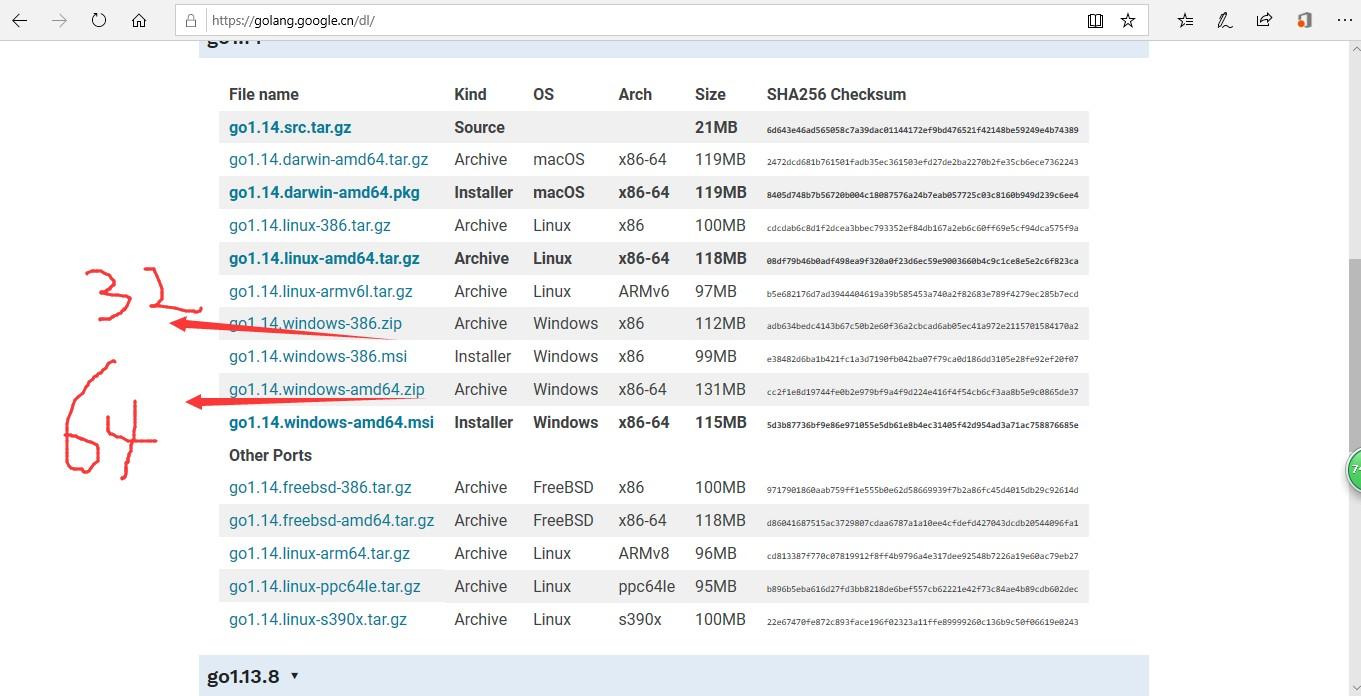 https://golang.google.cn/dl/
File name Kind OS Arch Size SHA256 Checksum
go1.14.src.tar.gz Source 21MB 6d643e46ad565058c7a39dac01144172ef9bd476521f42148be59249e4b74389
go1.14.darwin-amd64.tar.gz Archive macOS x86-64 119MB 2472dcd681b761501fadb35ec361503efd27de2ba2270b2fe35cb6ece7362243
go1.14.darwin-amd64.pkg Installer macOS x86-64 119MB 8405d748b7b56720b004c18087576a24b7eab057725c03c8160b949d239c6ee4
go1.14.linux-386.tar.gz Archive Linux x86 100MB cdcdab6c8d1f2dcea3bbec793352ef84db167a2eb6c60ff69e5cf94dca575f9a
go1.14.linux-amd64.tar.gz Archive Linux x86-64 118MB 08df79b46b0adf498ea9f320a0f23d6ec59e9003660b4c9c1ce8e5e2c6f823ca
go1.14.linux-armv6l.tar.gz Archive Linux ARMv6 97MB b5e682176d7ad3944404619a39b585453a740a2f82683e789f4279ec285b7ecd
32
go1.14.windows-386.zip Archive Windows x86 112MB adb634bedc4143b67c50b2e60f36a2cbcad6ab05ec41a972e2115701584170a2
go1.14.windows-386.msi Installer Windows x86 99MB e38482d6ba1b421fc1a3d7190fb042ba07f79ca0d186dd3105e28fe92ef20f07
go1.14.windows-amd64.zip Archive Windows x86-64 131MB cc2f1e8d19744fe0b2e979bf9a4f9d224e416f4f54cb6cf3aa8b5e9c0865de37
64
go1.14.windows-amd64.msi Installer Windows x86-64 115MB 5d3b87736bf9e86e971055e5db61e8b4ec31405f42d954ad3a71ac758876685e
Other Ports
go1.14.freebsd-386.tar.gz Archive FreeBSD x86 100MB 9717901860aab759ff1e555b0e62d58669939f7b2a86fc45d4015db29c92614d
go1.14.freebsd-amd64.tar.gz Archive FreeBSD x86-64 118MB d86041687515ac3729807cdaa6787a1a10ee4cfdefd427043dcdb20544096fa1
go1.14.linux-arm64.tar.gz Archive Linux ARMv8 96MB cd813387f770c07819912f8ff4b9796a4e317dee92548b7226a19e60ac79eb27
go1.14.linux-ppc64le.tar.gz Archive Linux ppc64le 95MB b896b5eba616d27fd3bb8218de6bef557cb62221e42f73c84ae4b89cdb602dec
go1.14.linux-s390x.tar.gz Archive Linux s390x 100MB 22e67470fe872c893face196f02323a11ffe89999260c136b9c50f06619e0243
go1.13.8